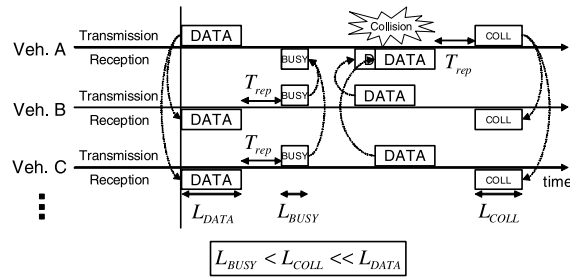 Collision
Transmission DATA COLL
Veh. A
Reception BUSY D DATA T_rep
T_rep
Transmission BUSY DATA
Veh. B
Reception DATA COLL
T_rep
Transmission BUSY DATA
Veh. C
Reception DATA COLL time
L_DATA L_BUSY L_COLL
L_BUSY < L_COLL << L_DATA